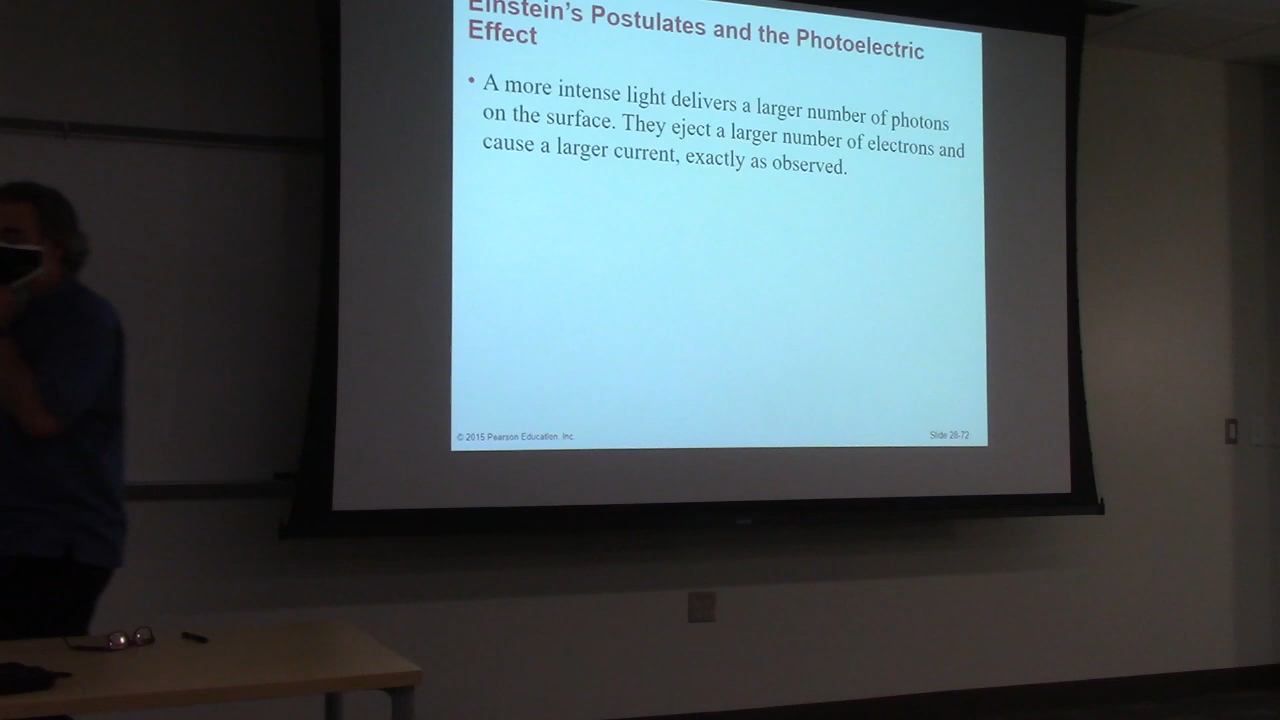 Einstein's Postulates and the Photoelectric
Effect
• A more intense light delivers a larger number of photons
on the surface. They eject a larger number of electrons and
cause a larger current, exactly as observed.
© 2015 Pearson Education, Inc.
Slide 28-72